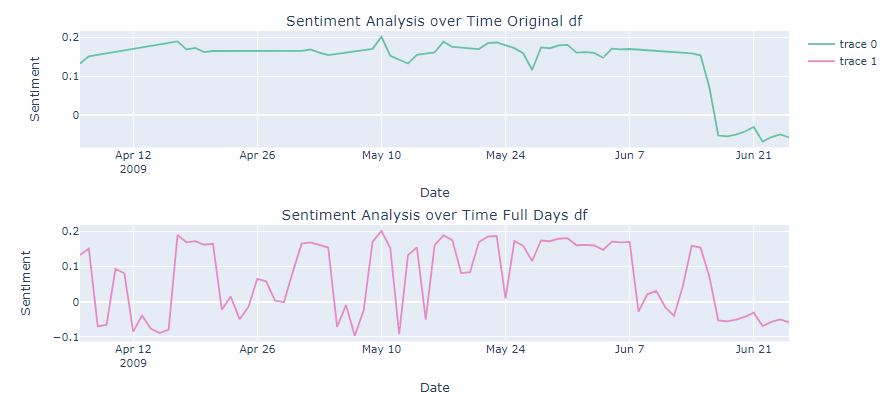 Sentiment Analysis over Time Original df
trace 0
trace 1
Sentiment
0.2
0.1
0
Apr 12
2009
Apr 26
May 10
May 24
Jun 7
Jun 21
Date
Sentiment Analysis over Time Full Days df
Sentiment
0.2
0.1
0
−0.1
Apr 12
2009
Apr 26
May 10
May 24
Jun 7
Jun 21
Date